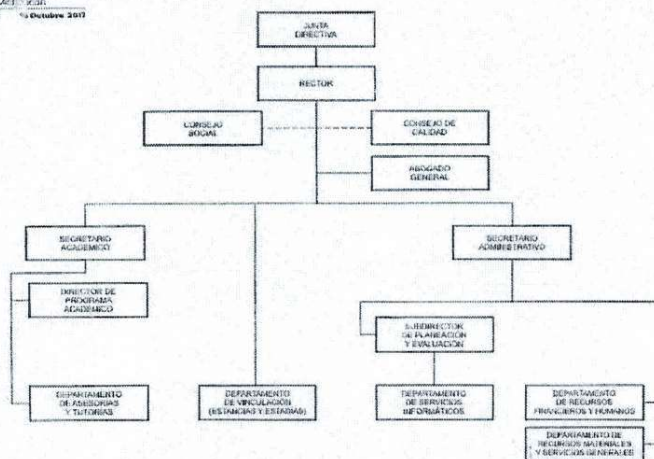 Octubre 2017
JUNTA
DIRECTIVA
RECTOR
CONSEJO
SOCIAL
CONSEJO DE
CALIDAD
ABOGADO
GENERAL
SECRETARIO
ACADÉMICO
SECRETARIO
ADMINISTRATIVO
DIRECTOR DE
PROGRAMA
ACADÉMICO
SUBDIRECTOR
DE PLANEACIÓN
Y EVALUACIÓN
DEPARTAMENTO
DE ASESORÍAS
Y TUTORÍAS
DEPARTAMENTO
DE VINCULACIÓN
(ESTANCIAS Y ESTADÍAS)
DEPARTAMENTO
DE SERVICIOS
INFORMÁTICOS
DEPARTAMENTO
DE RECURSOS
FINANCIEROS Y HUMANOS
DEPARTAMENTO DE
RECURSOS MATERIALES
Y SERVICIOS GENERALES